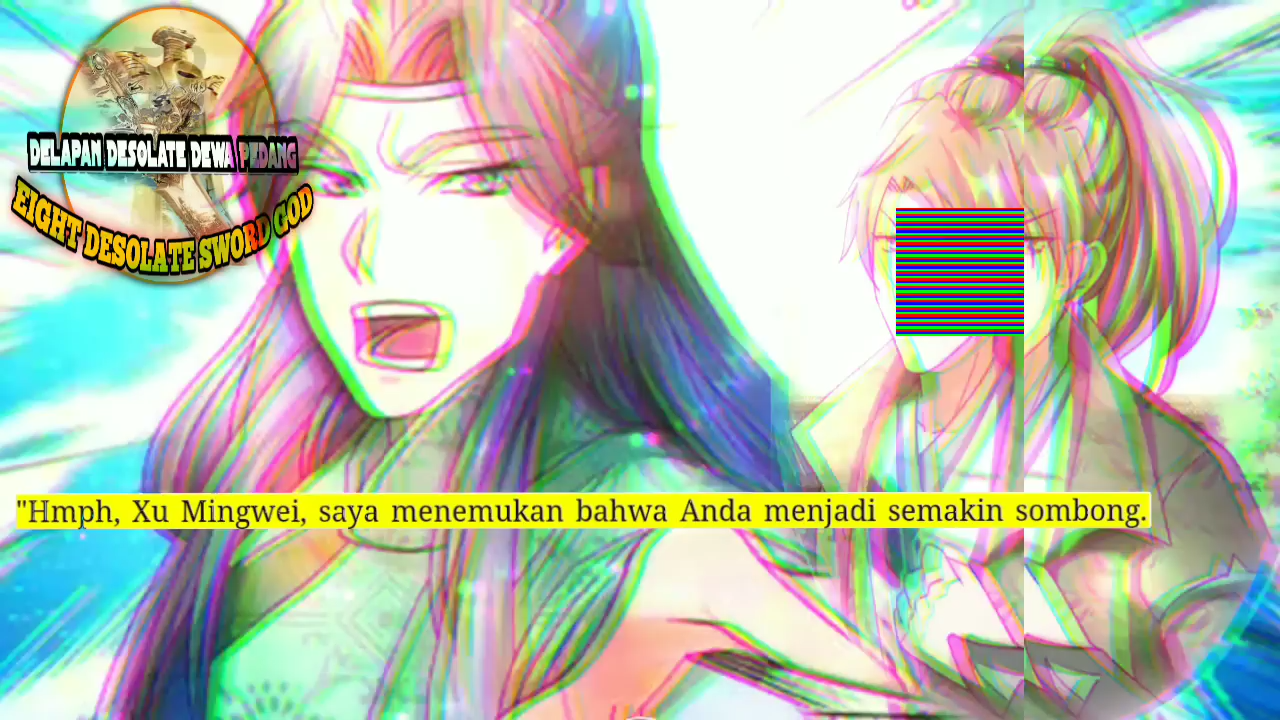 DELAPAN DESOLATE DEWA PEDANG
EIGHT DESOLATE SWORD GOD
"Hmph, Xu Mingwei, saya menemukan bahwa Anda menjadi semakin sombong.